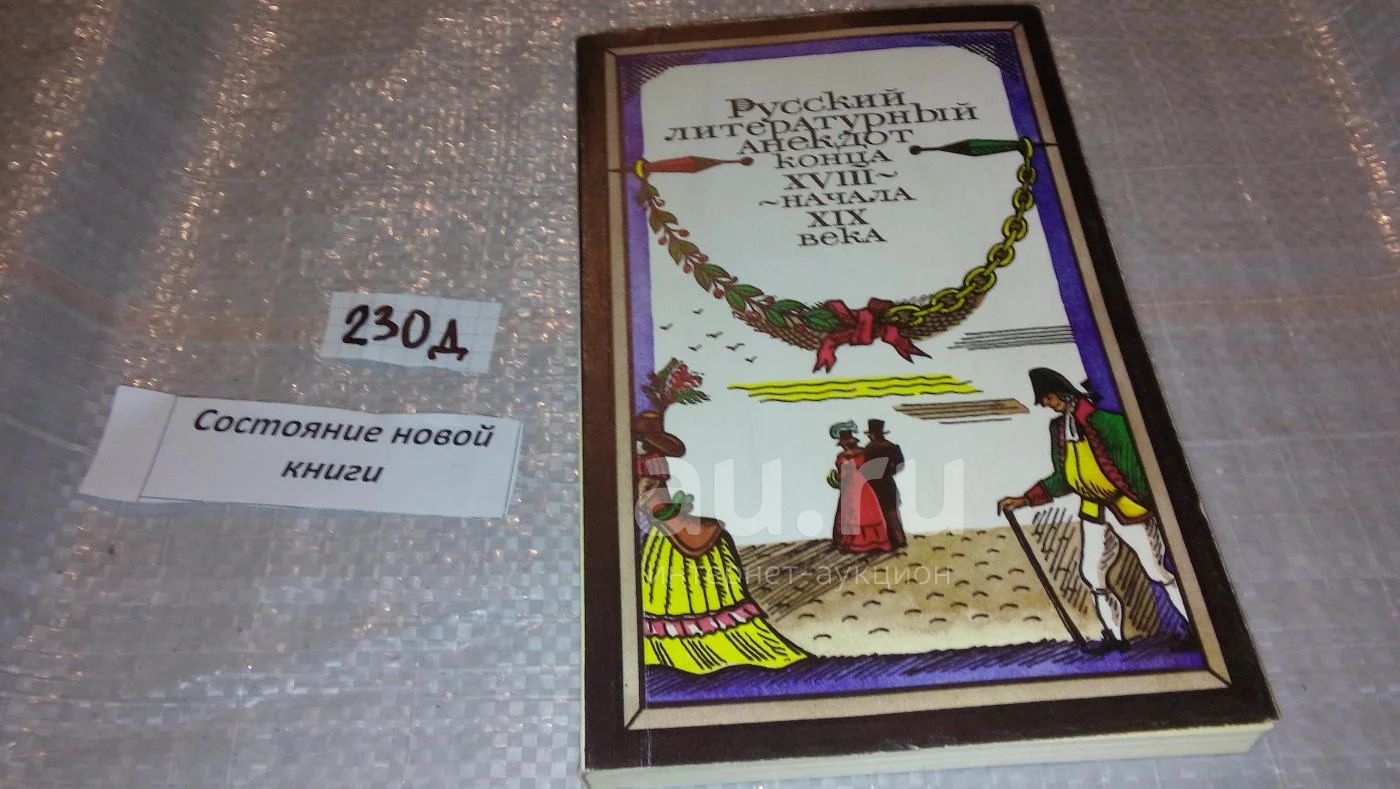 Русский
литературный
анекдот
конца
XVIII~
~начала
XIX
века
230д
Состояние новой
книги
au.ru
интернет-аукцион